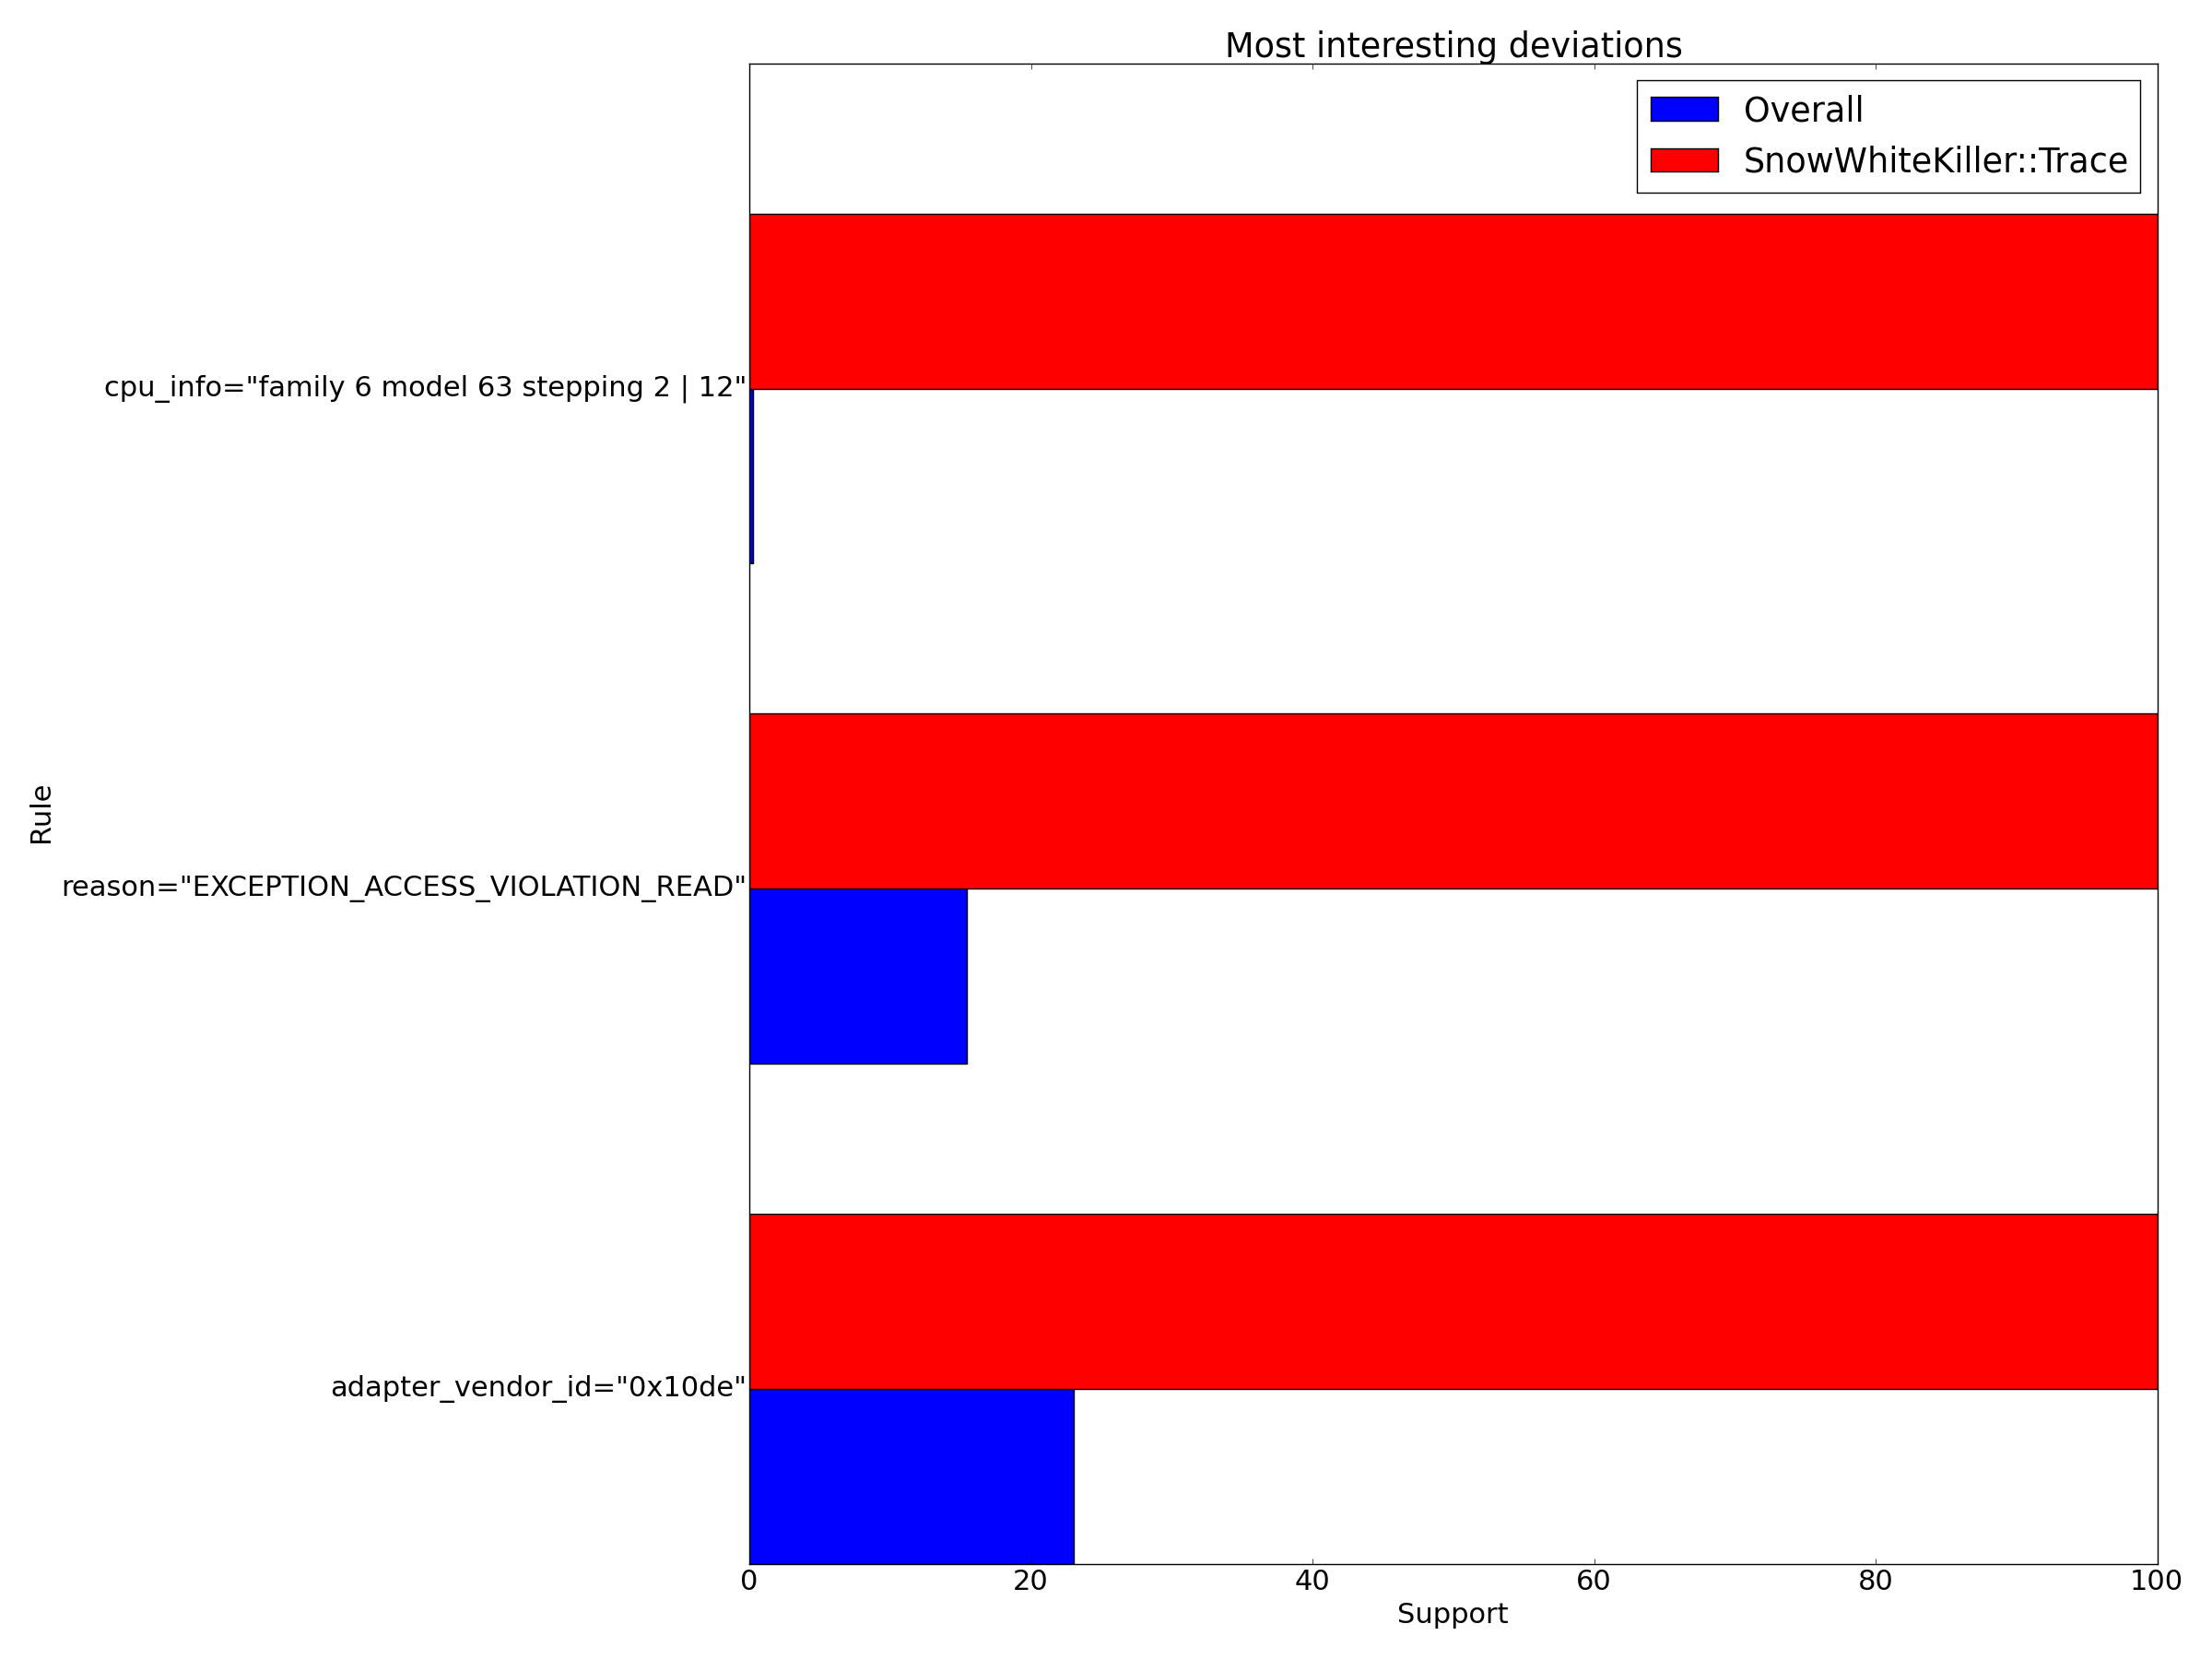 Most interesting deviations
Overall
SnowWhiteKiller::Trace
cpu_info="family 6 model 63 stepping 2 | 12"
Rule
reason="EXCEPTION_ACCESS_VIOLATION_READ"
adapter_vendor_id="0x10de"
0 20 40 60 80 100
Support